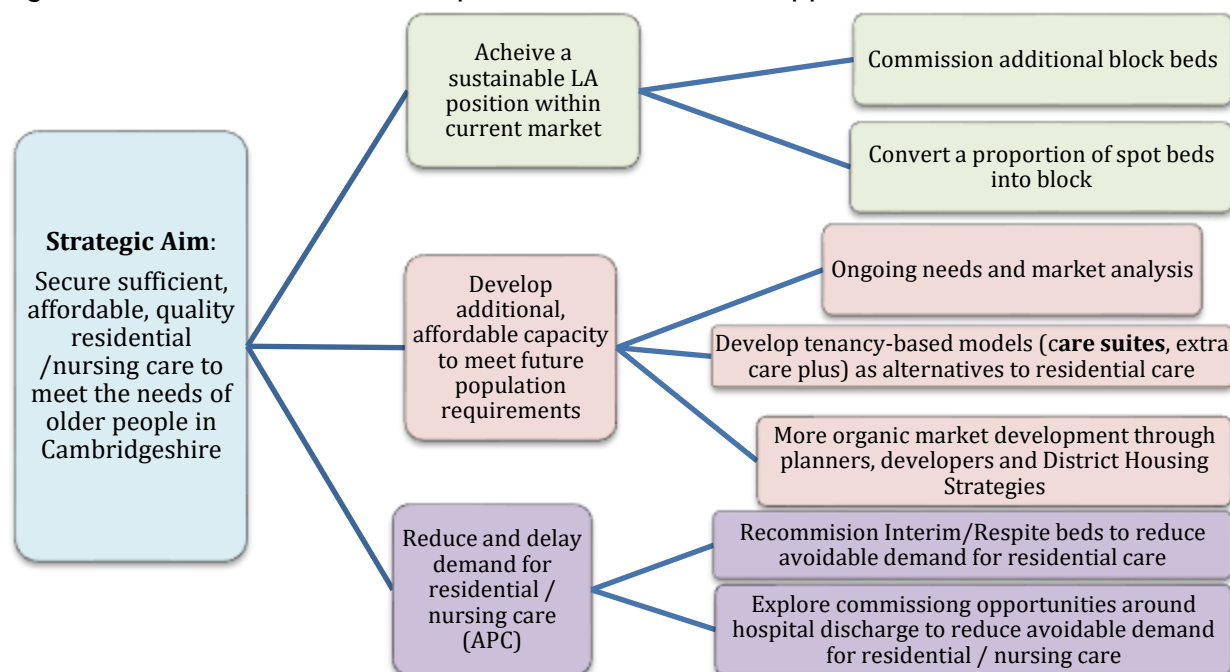 Strategic Aim:
Secure sufficient,
affordable, quality
residential
/nursing care to
meet the needs of
older people in
Cambridgeshire
Acheive a
sustainable LA
position within
current market
Commission additional block beds
Convert a proportion of spot beds
into block
Develop
additional,
affordable capacity
to meet future
population
requirements
Ongoing needs and market analysis
Develop tenancy-based models (care suites, extra
care plus) as alternatives to residential care
More organic market development through
planners, developers and District Housing
Strategies
Reduce and delay
demand for
residential /
nursing care
(APC)
Recommision Interim/Respite beds to reduce
avoidable demand for residential care
Explore commissiong opportunities around
hospital discharge to reduce avoidable demand
for residential / nursing care